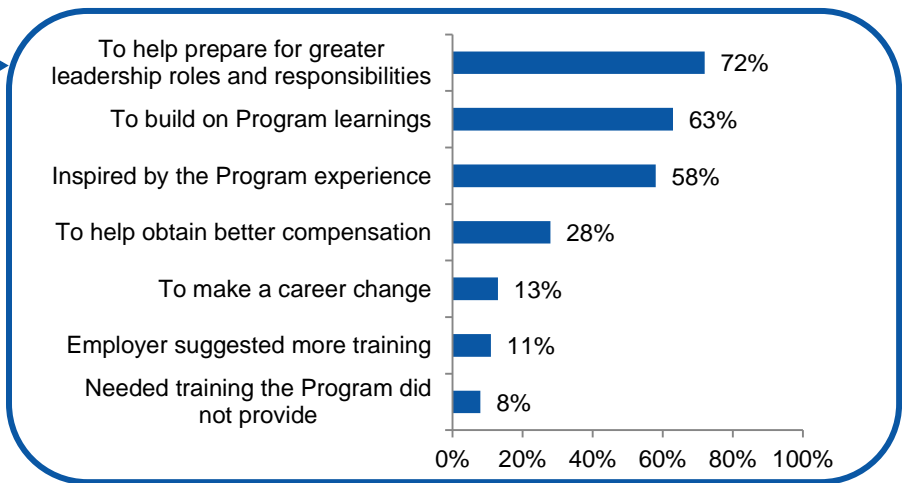 To help prepare for greater
leadership roles and responsibilities
72%
To build on Program learnings
63%
Inspired by the Program experience
58%
To help obtain better compensation
28%
To make a career change
13%
Employer suggested more training
11%
Needed training the Program did
not provide
8%
0% 20% 40% 60% 80% 100%